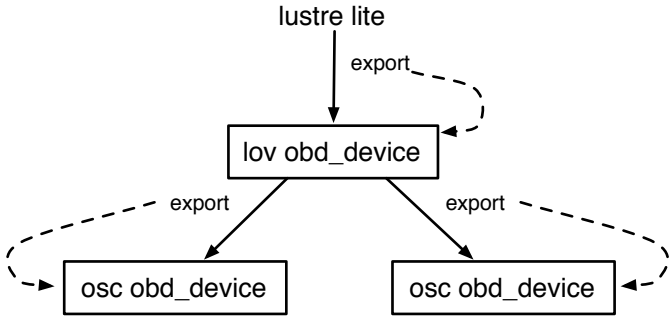 lustre lite
export
lov obd_device
export
export
osc obd_device
osc obd_device